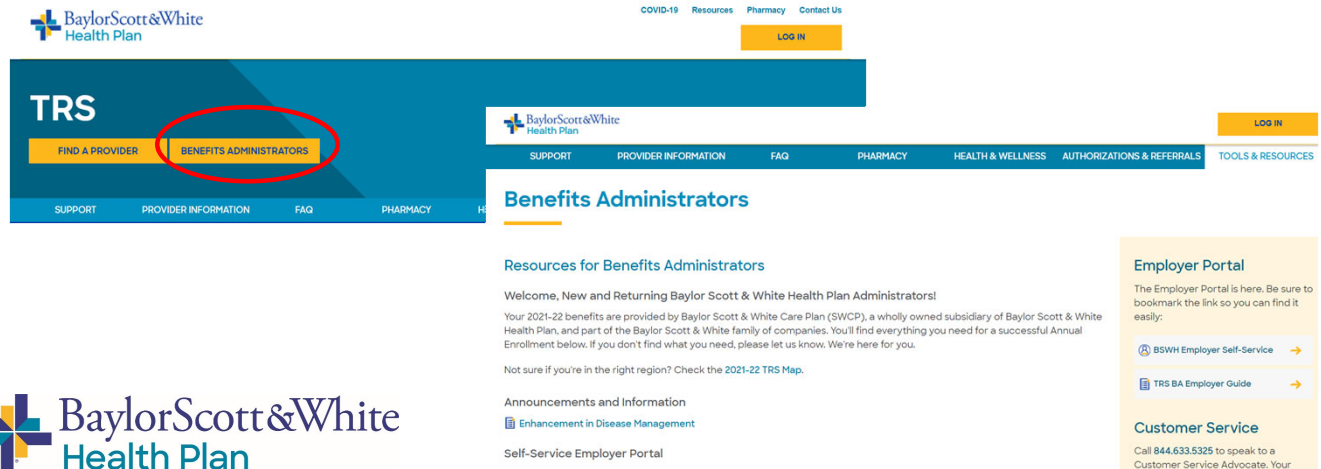 BaylorScott&White
Health Plan
COVID-19 Resources Pharmacy Contact Us
LOG IN
TRS
FIND A PROVIDER BENEFITS ADMINISTRATORS
SUPPORT PROVIDER INFORMATION FAQ PHARMACY
BaylorScott&White
Health Plan
LOG IN
SUPPORT PROVIDER INFORMATION FAQ PHARMACY HEALTH & WELLNESS AUTHORIZATIONS & REFERRALS TOOLS & RESOURCES
Benefits Administrators
Resources for Benefits Administrators
Welcome, New and Returning Baylor Scott & White Health Plan Administrators!
Your 2021-22 benefits are provided by Baylor Scott & White Care Plan (SWCP), a wholly owned subsidiary of Baylor Scott & White
Health Plan, and part of the Baylor Scott & White family of companies. You'll find everything you need for a successful Annual
Enrollment below. If you don't find what you need, please let us know. We're here for you.
Not sure if you're in the right region? Check the 2021-22 TRS Map.
Announcements and Information
Enhancement in Disease Management
Self-Service Employer Portal
Employer Portal
The Employer Portal is here. Be sure to
bookmark the link so you can find it
easily:
BSWH Employer Self-Service
TRS BA Employer Guide
Customer Service
Call 844.633.5325 to speak to a
Customer Service Advocate. Your
BaylorScott&White
Health Plan